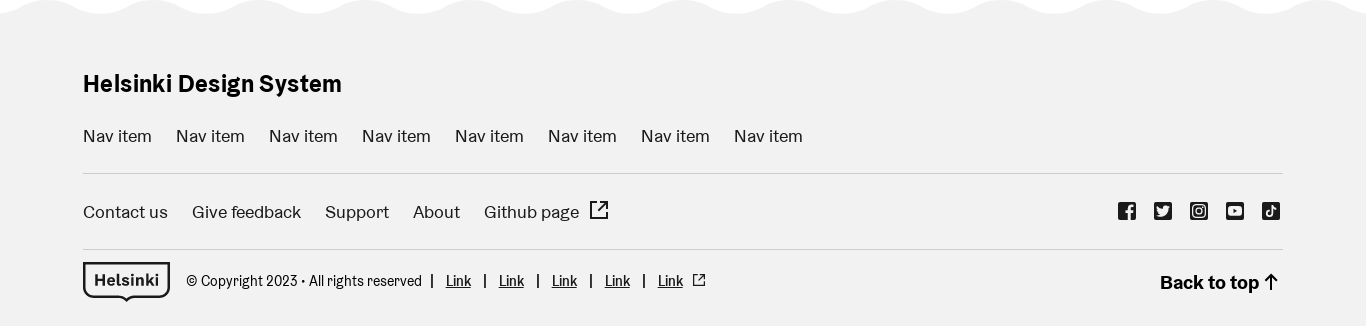 Helsinki Design System
Nav item Nav item Nav item Nav item Nav item Nav item Nav item Nav item
Contact us Give feedback Support About Github page
Helsinki © Copyright 2023 • All rights reserved | Link | Link | Link | Link | Link Back to top